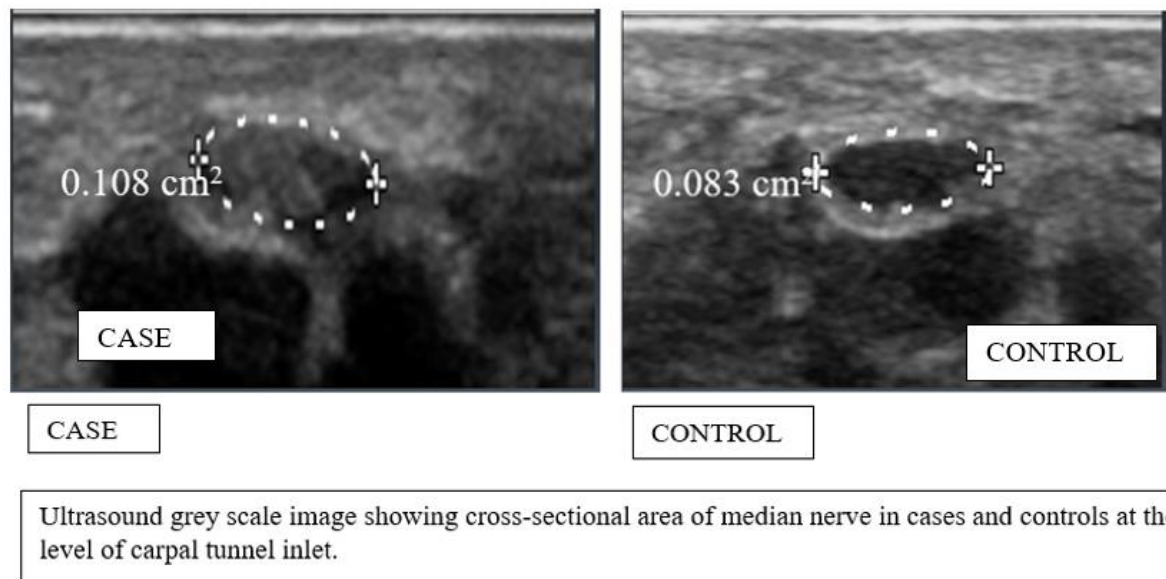 0.108 cm²
CASE
0.083 cm²
CONTROL
CASE
CONTROL
Ultrasound grey scale image showing cross-sectional area of median nerve in cases and controls at the
level of carpal tunnel inlet.